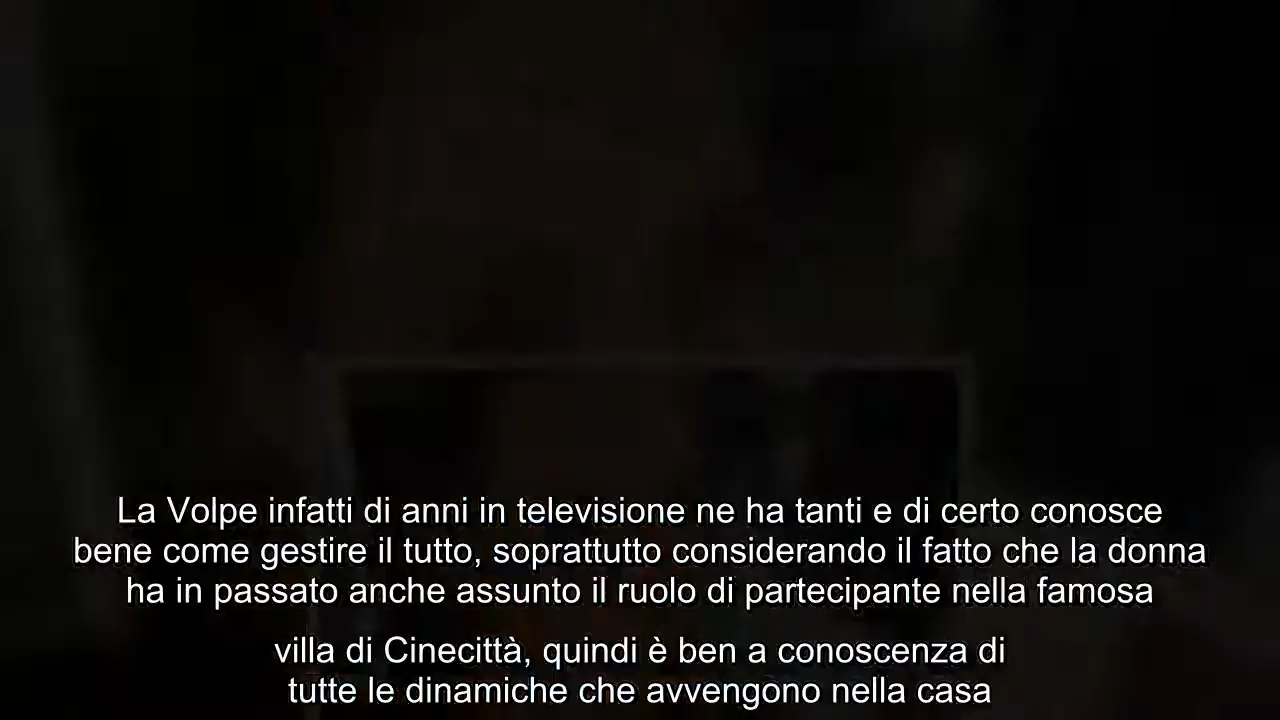 La Volpe infatti di anni in televisione ne ha tanti e di certo conosce
bene come gestire il tutto, soprattutto considerando il fatto che la donna
ha in passato anche assunto il ruolo di partecipante nella famosa
villa di Cinecittà, quindi è ben a conoscenza di
tutte le dinamiche che avvengono nella casa